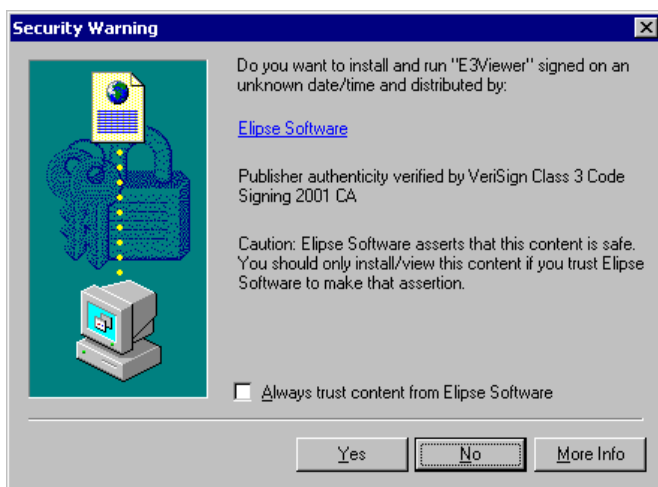 Security Warning
Do you want to install and run "E3Viewer" signed on an
unknown date/time and distributed by:
Elipse Software
Publisher authenticity verified by VeriSign Class 3 Code
Signing 2001 CA
Caution: Elipse Software asserts that this content is safe.
You should only install/view this content if you trust Elipse
Software to make that assertion.
Always trust content from Elipse Software
Yes No More Info